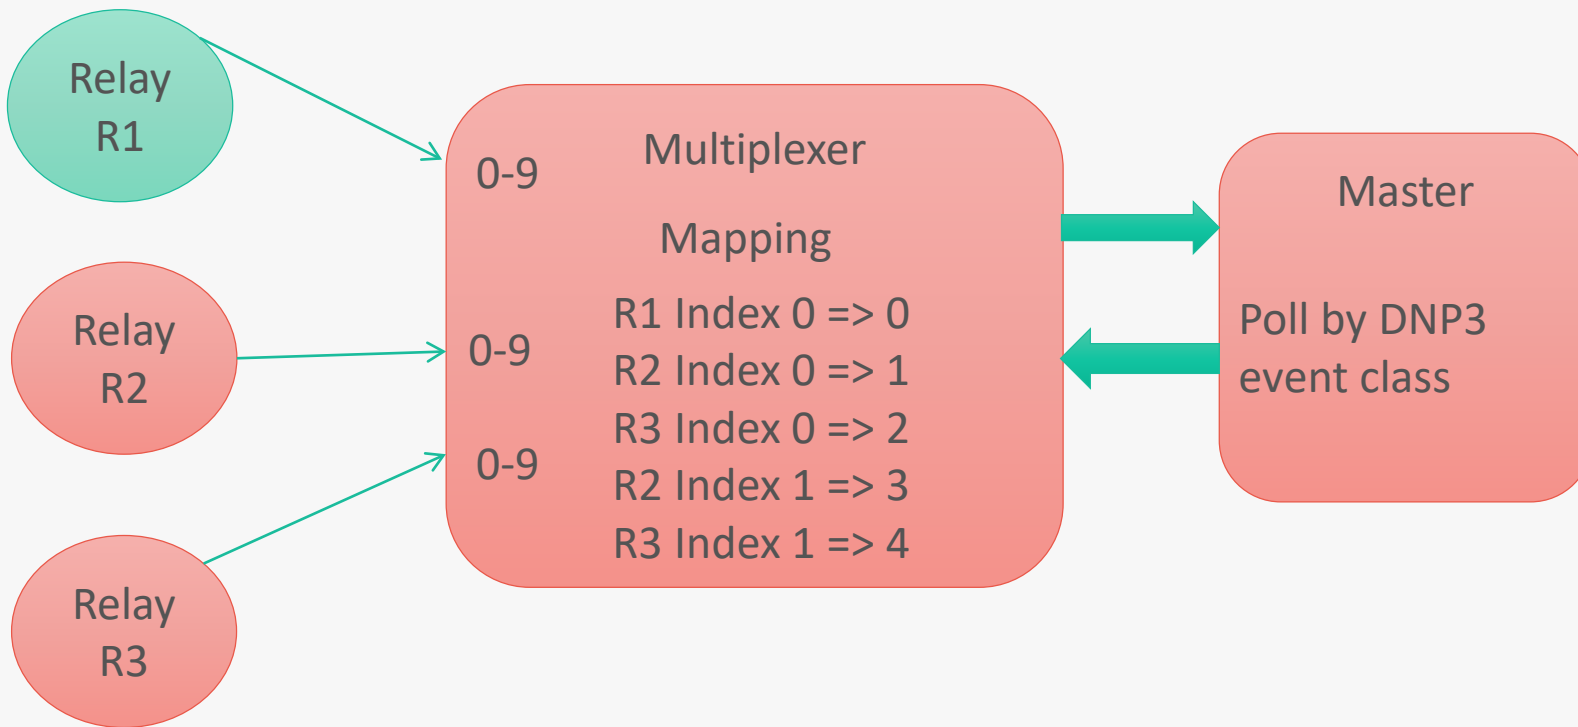 Relay
R1
Relay
R2
Relay
R3
0-9
0-9
0-9
Multiplexer
Mapping
R1 Index 0 => 0
R2 Index 0 => 1
R3 Index 0 => 2
R2 Index 1 => 3
R3 Index 1 => 4
Master
Poll by DNP3
event class